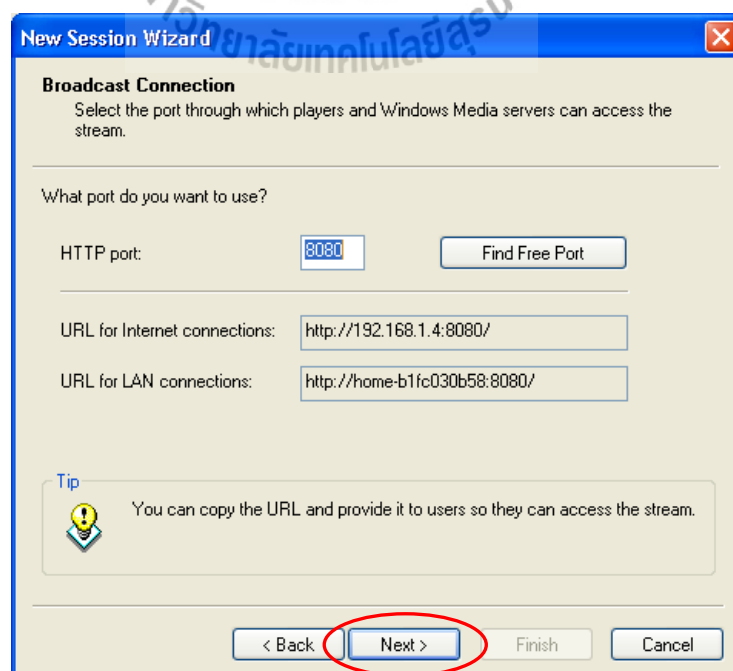 New Session Wizard
Broadcast Connection
Select the port through which players and Windows Media servers can access the
stream.
What port do you want to use?
HTTP port:
8080
Find Free Port
URL for Internet connections:
http://192.168.1.4:8080/
URL for LAN connections:
http://home-b1fc030b58:8080/
Tip
You can copy the URL and provide it to users so they can access the stream.
< Back
Next >
Finish
Cancel